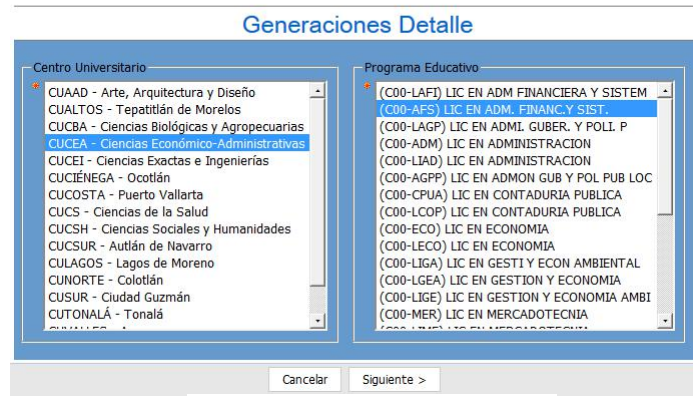 Generaciones Detalle
Centro Universitario
CUAAD - Arte, Arquitectura y Diseño
CUALTOS - Tepatitlán de Morelos
CUCBA - Ciencias Biológicas y Agropecuarias
CUCEA - Ciencias Económico-Administrativas
CUCEI - Ciencias Exactas e Ingenierías
CUCIÉNEGA - Ocotlán
CUCOSTA - Puerto Vallarta
CUCS - Ciencias de la Salud
CUCSH - Ciencias Sociales y Humanidades
CUCSUR - Autlán de Navarro
CULAGOS - Lagos de Moreno
CUNORTE - Colotlán
CUSUR - Ciudad Guzmán
CUTONALÁ - Tonalá
Programa Educativo
(C00-LAFI) LIC EN ADM FINANCIERA Y SISTEM
(C00-AFS) LIC EN ADM. FINANC.Y SIST.
(C00-LAGP) LIC EN ADMI. GUBER. Y POLI. P
(C00-ADM) LIC EN ADMINISTRACION
(C00-LIAD) LIC EN ADMINISTRACION
(C00-AGPP) LIC EN ADMON GUB Y POL PUB LOC
(C00-CPUA) LIC EN CONTADURIA PUBLICA
(C00-LCOP) LIC EN CONTADURIA PUBLICA
(C00-ECO) LIC EN ECONOMIA
(C00-LECO) LIC EN ECONOMIA
(C00-LIGA) LIC EN GESTI Y ECON AMBIENTAL
(C00-LGEA) LIC EN GESTION Y ECONOMIA
(C00-LIGE) LIC EN GESTION Y ECONOMIA AMBI
(C00-MER) LIC EN MERCADOTECNIA
Cancelar
Siguiente >